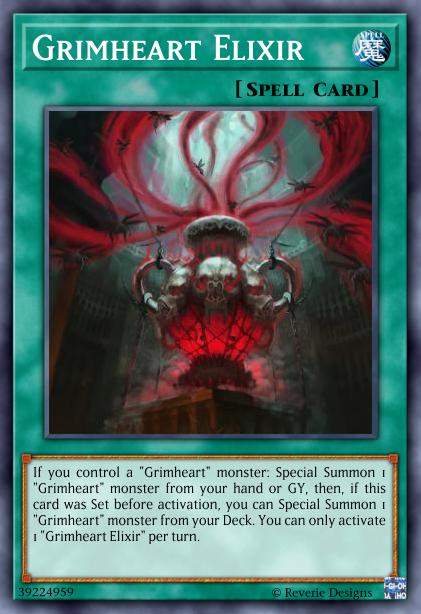 Grimheart Elixir
SPELL
魔
[Spell Card]
If you control a "Grimheart" monster: Special Summon 1
"Grimheart" monster from your hand or GY, then, if this
card was Set before activation, you can Special Summon 1
"Grimheart" monster from your Deck. You can only activate
1 "Grimheart Elixir" per turn.
39224959
© Reverie Designs